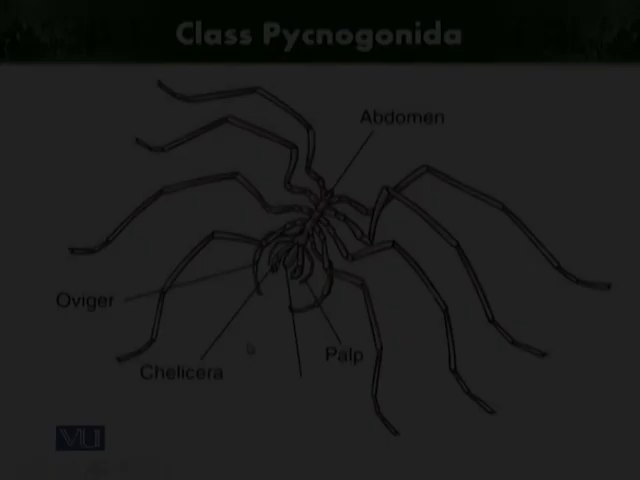 Class Pycnogonida
Abdomen
Oviger
Palp
Chelicera
VU